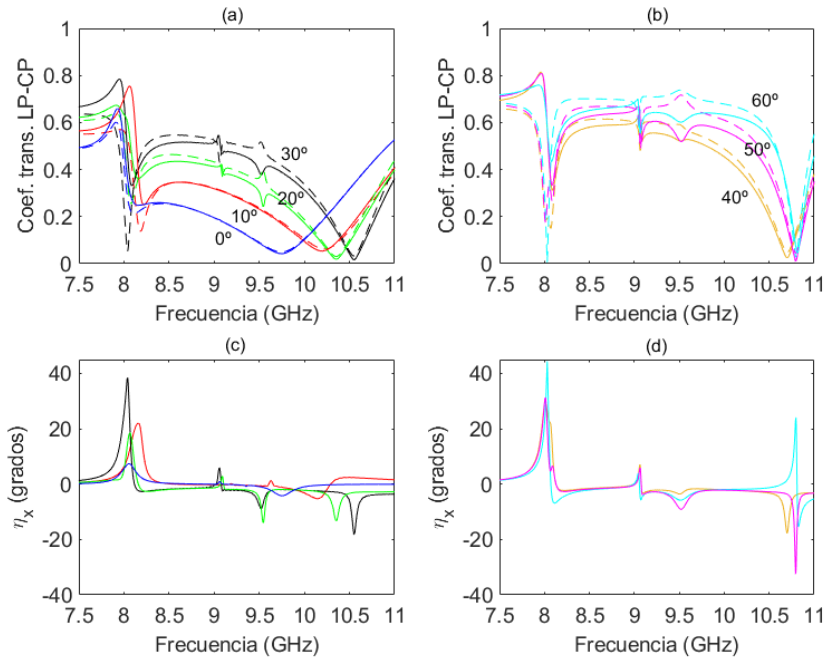 (a)
Coef. trans. LP-CP
1
0.8
0.6
0.4
0.2
0
30º
20º
10º
0º
7.5 8 8.5 9 9.5 10 10.5 11
Frecuencia (GHz)
(b)
Coef. trans. LP-CP
1
0.8
0.6
0.4
0.2
0
60º
50º
40º
7.5 8 8.5 9 9.5 10 10.5 11
Frecuencia (GHz)
(c)
ηx (grados)
40
20
0
-20
-40
7.5 8 8.5 9 9.5 10 10.5 11
Frecuencia (GHz)
(d)
ηx (grados)
40
20
0
-20
-40
7.5 8 8.5 9 9.5 10 10.5 11
Frecuencia (GHz)